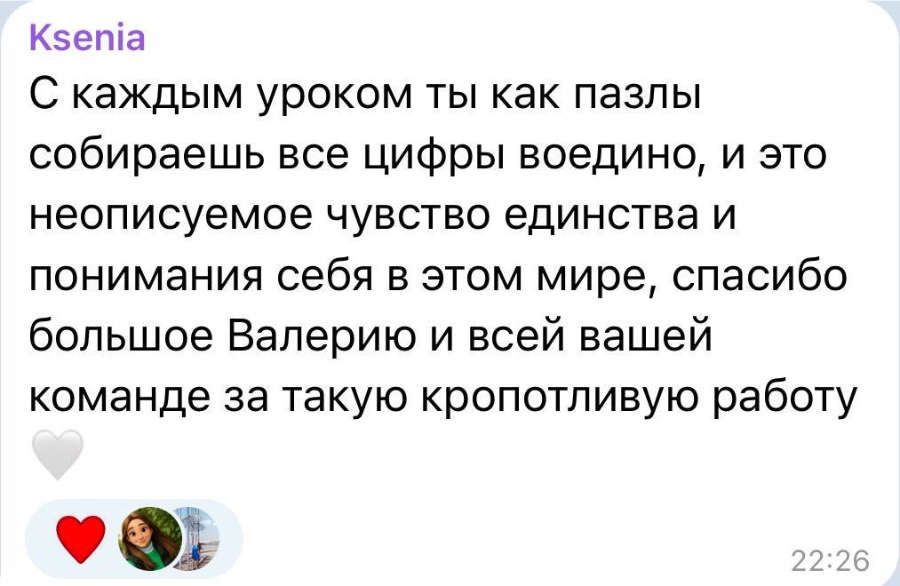 Ksenia
С каждым уроком ты как пазлы
собираешь все цифры воедино, и это
неописуемое чувство единства и
понимания себя в этом мире, спасибо
большое Валерию и всей вашей
команде за такую кропотливую работу
🤍
22:26